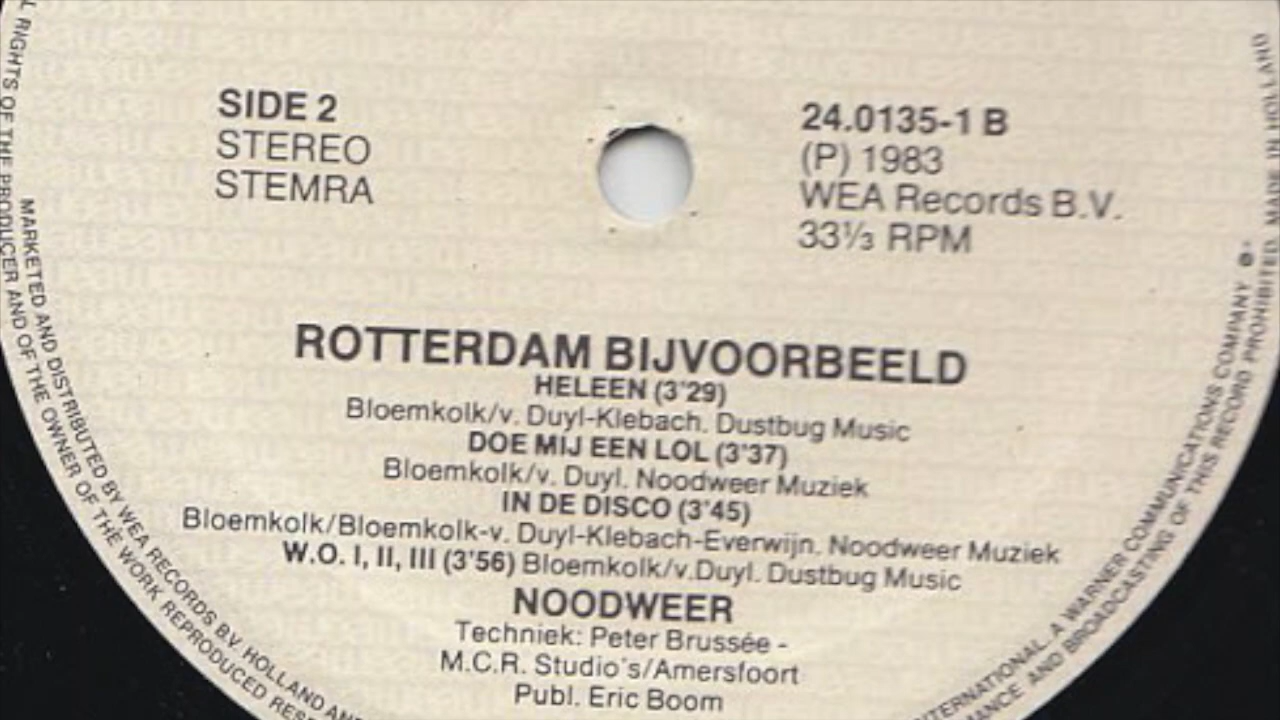 SIDE 2
STEREO
STEMRA
24.0135-1 B
(P) 1983
WEA Records B.V.
33⅓ RPM
ROTTERDAM BIJVOORBEELD
HELEEN (3'29)
Bloemkolk/v. Duyl-Klebach. Dustbug Music
DOE MIJ EEN LOL (3'37)
Bloemkolk/v. Duyl. Noodweer Muziek
IN DE DISCO (3'45)
Bloemkolk/Bloemkolk-v. Duyl-Klebach-Everwijn. Noodweer Muziek
W.O. I, II, III (3'56) Bloemkolk/v.Duyl. Dustbug Music
NOODWEER
Techniek: Peter Brussée -
M.C.R. Studio's/Amersfoort
Publ. Eric Boom
RIGHTS OF THE PRODUCER AND OF THE OWNER OF THE WORK REPRODUCED
MARKETED AND DISTRIBUTED BY WEA RECORDS B.V. HOLLAND
A WARNER COMMUNICATIONS COMPANY
AND BROADCASTING OF THIS RECORD PROHIBITED. MADE IN HOLLAND